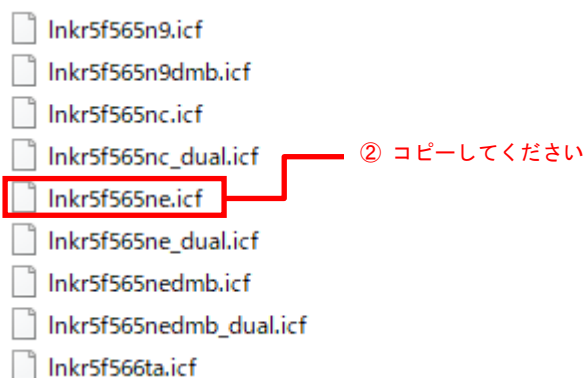 lnkr5f565n9.icf
lnkr5f565n9dmb.icf
lnkr5f565nc.icf
lnkr5f565nc_dual.icf
② コピーしてください
lnkr5f565ne.icf
lnkr5f565ne_dual.icf
lnkr5f565nedmb.icf
lnkr5f565nedmb_dual.icf
lnkr5f566ta.icf